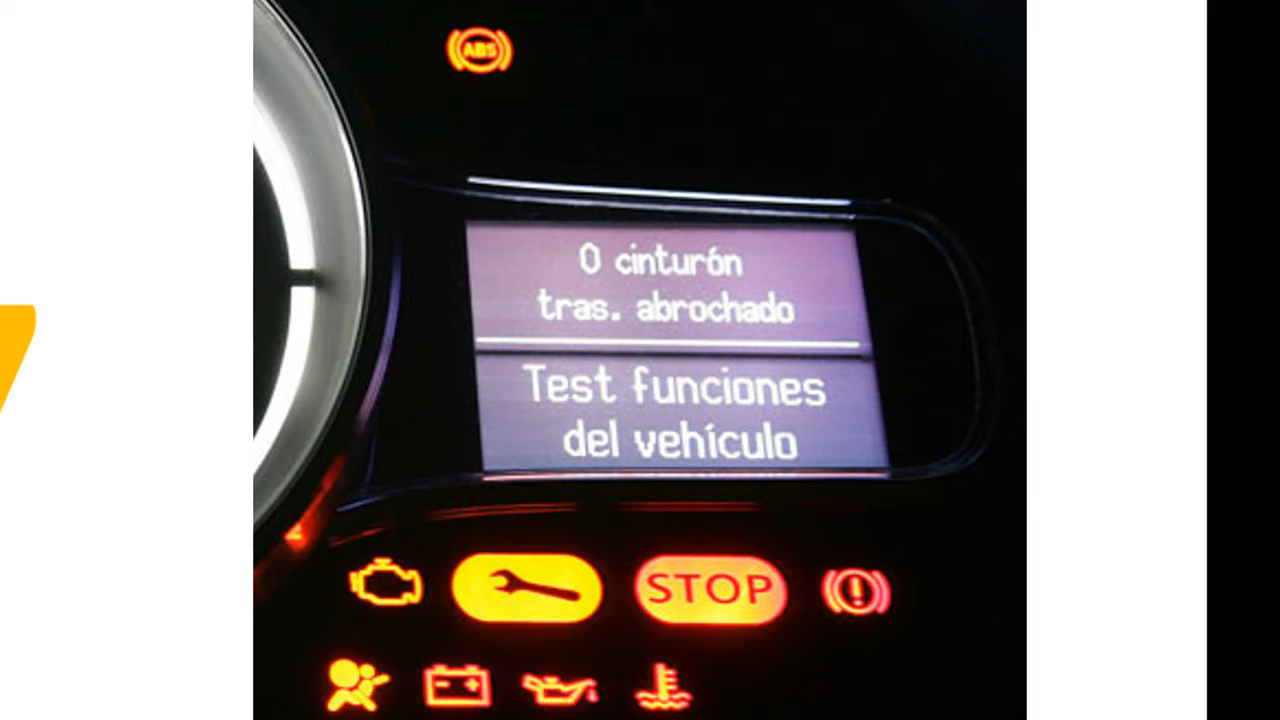 ABS
0 cinturón
tras. abrochado
Test funciones
del vehículo
STOP